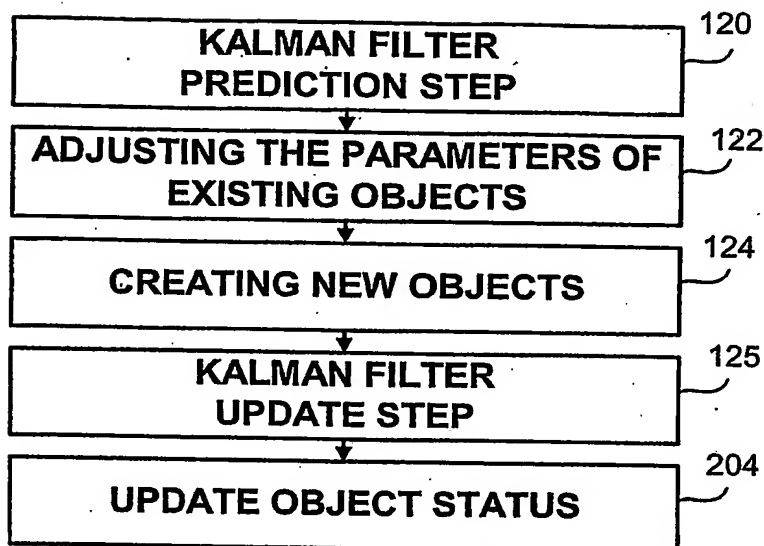 120
KALMAN FILTER
PREDICTION STEP
122
ADJUSTING THE PARAMETERS OF
EXISTING OBJECTS
124
CREATING NEW OBJECTS
125
KALMAN FILTER
UPDATE STEP
204
UPDATE OBJECT STATUS